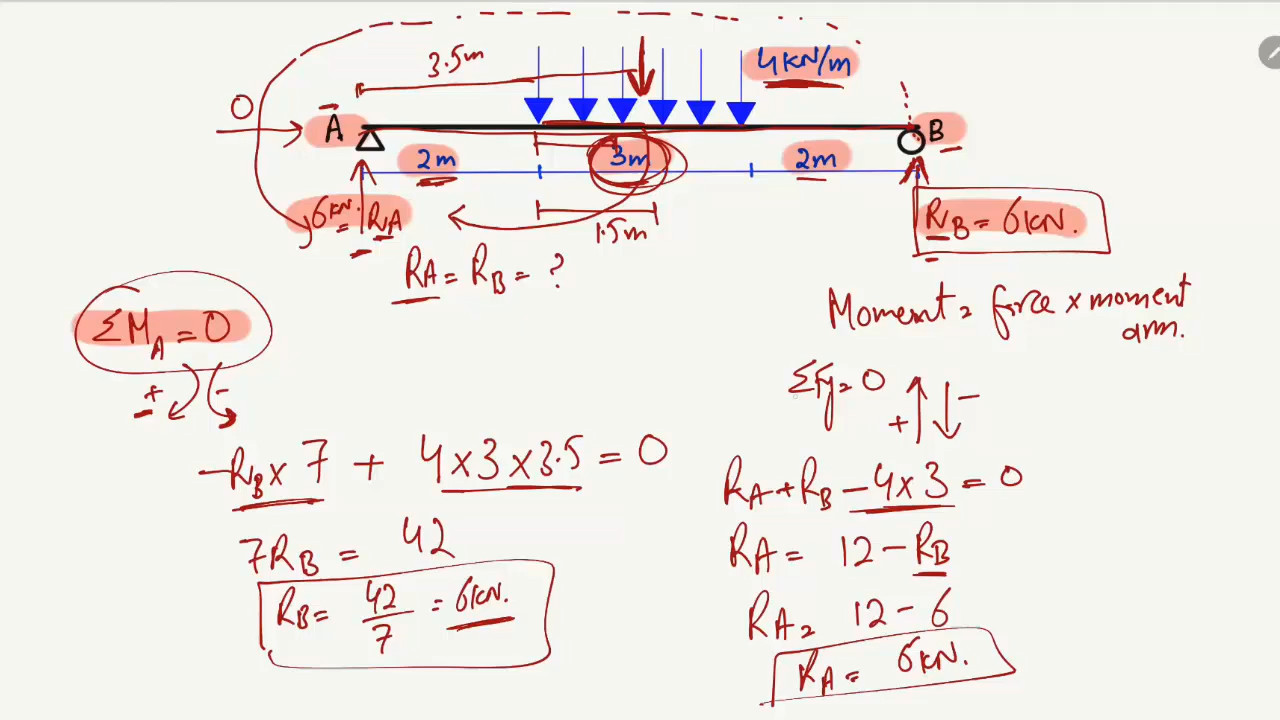 3.5m
4KN/m
0
A
B
2m
3m
2m
6KN.
RA
1.5m
RB = 6KN.
RA = RB = ?
ΣMA = 0
+ -
Moment = force × moment
arm.
ΣFy = 0
+ -
-RB × 7 + 4×3×3.5 = 0
7RB = 42
RB = 42/7 = 6KN.
RA + RB - 4×3 = 0
RA = 12 - RB
RA = 12 - 6
RA = 6KN.